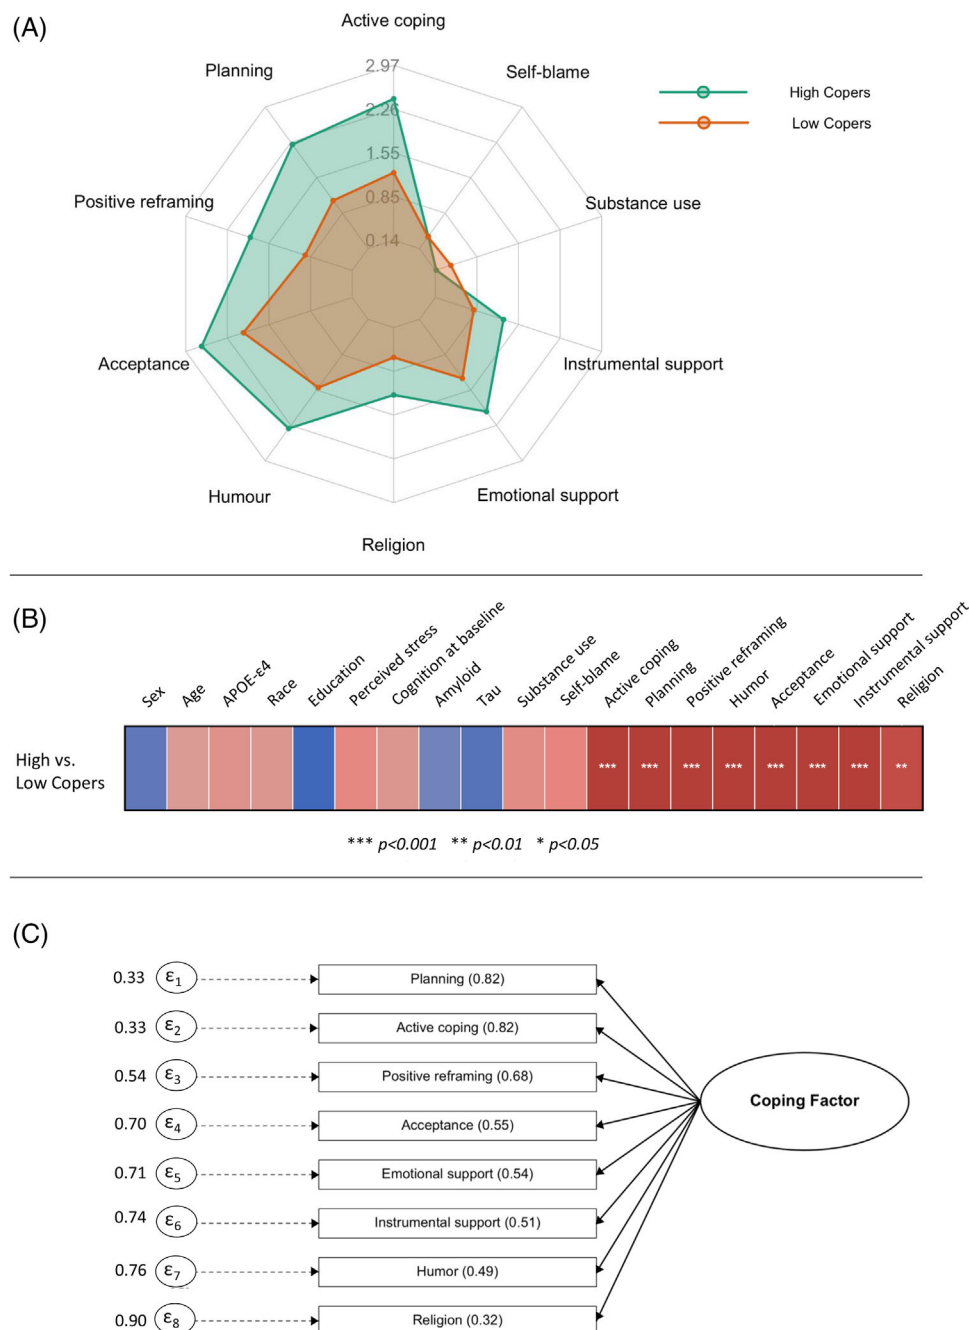 (A)
Active coping
Planning
Self-blame
2.97
2.26
1.55
0.85
0.14
High Copers
Low Copers
Positive reframing
Substance use
Acceptance
Instrumental support
Humour
Emotional support
Religion
(B)
Sex
Age
APOE-ε4
Race
Education
Perceived stress
Cognition at baseline
Amyloid
Tau
Substance use
Self-blame
Active coping
Planning
Positive reframing
Humor
Acceptance
Emotional support
Instrumental support
Religion
High vs.
Low Copers
*** *** *** *** *** *** *** **
*** p<0.001 ** p<0.01 * p<0.05
(C)
0.33 ε1 Planning (0.82)
0.33 ε2 Active coping (0.82)
0.54 ε3 Positive reframing (0.68)
Coping Factor
0.70 ε4 Acceptance (0.55)
0.71 ε5 Emotional support (0.54)
0.74 ε6 Instrumental support (0.51)
0.76 ε7 Humor (0.49)
0.90 ε8 Religion (0.32)